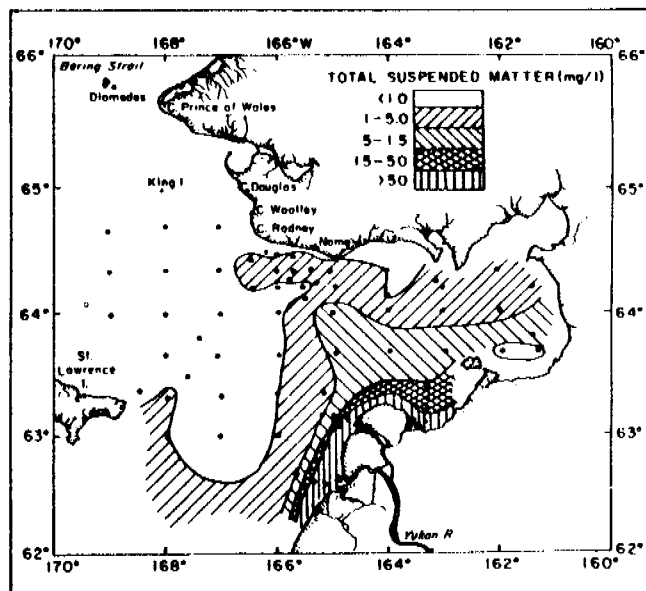 170° 168° 166°W 164° 162° 160°
66° 66°
Bering Strait
Diomedes
C. Prince of Wales
TOTAL SUSPENDED MATTER (mg/l)
<1.0
1-5.0
5-15
15-50
>50
65° 65°
King I
C. Douglas
C. Woolley
C. Rodney
Nome
64° 64°
St.
Lawrence
I.
63° 63°
62° 62°
Yukon R
170° 168° 166° 164° 162° 160°